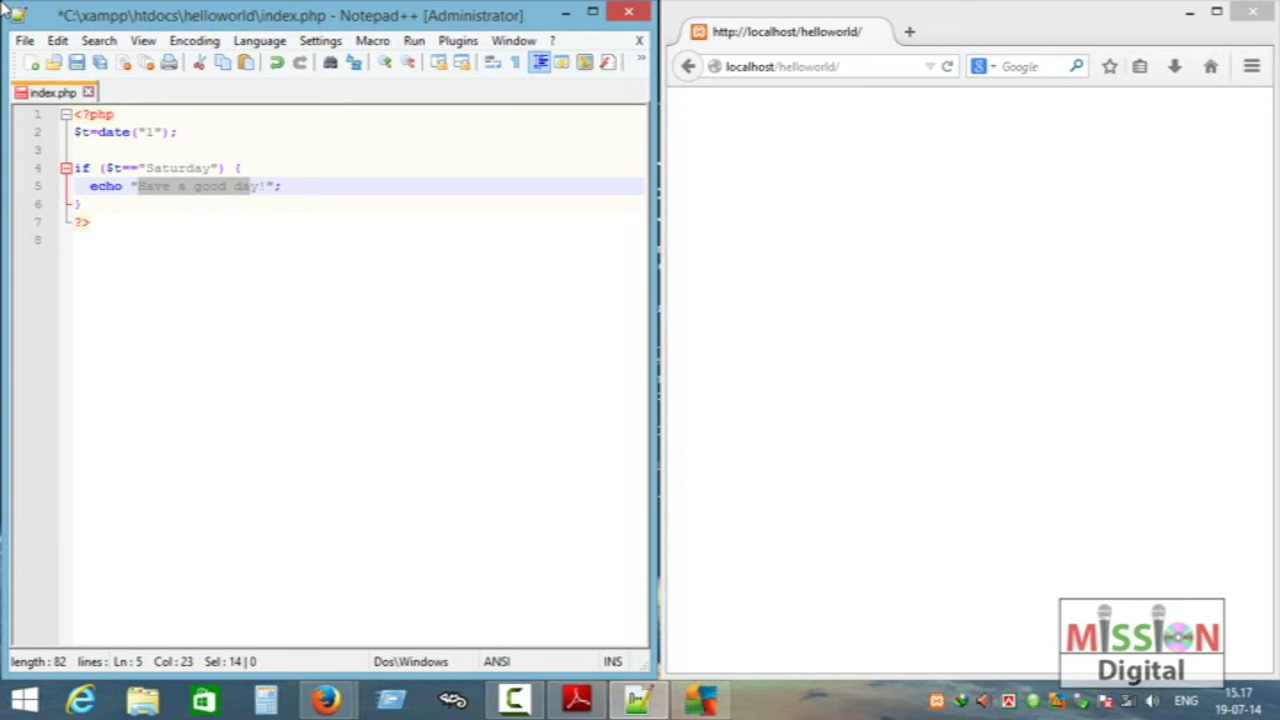 *C:\xampp\htdocs\helloworld\index.php - Notepad++ [Administrator]
File Edit Search View Encoding Language Settings Macro Run Plugins Window ? X
index.php
1 <?php
2 $t=date("l");
3
4 if ($t=="Saturday") {
5 echo "Have a good day!";
6 }
7 ?>
8
length : 82 lines : Ln : 5 Col : 23 Sel : 14 | 0 Dos\Windows ANSI INS
http://localhost/helloworld/
localhost/helloworld/
Google
MISSION
Digital
ENG
15.17
19-07-14